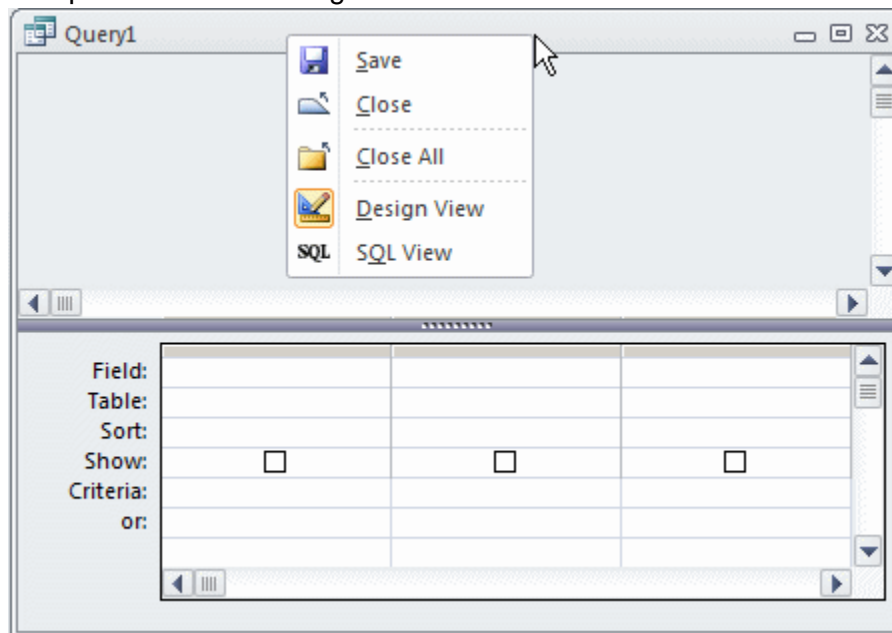 Query1
Save
Close
Close All
Design View
SQL SQL View
Field:
Table:
Sort:
Show:
Criteria:
or: